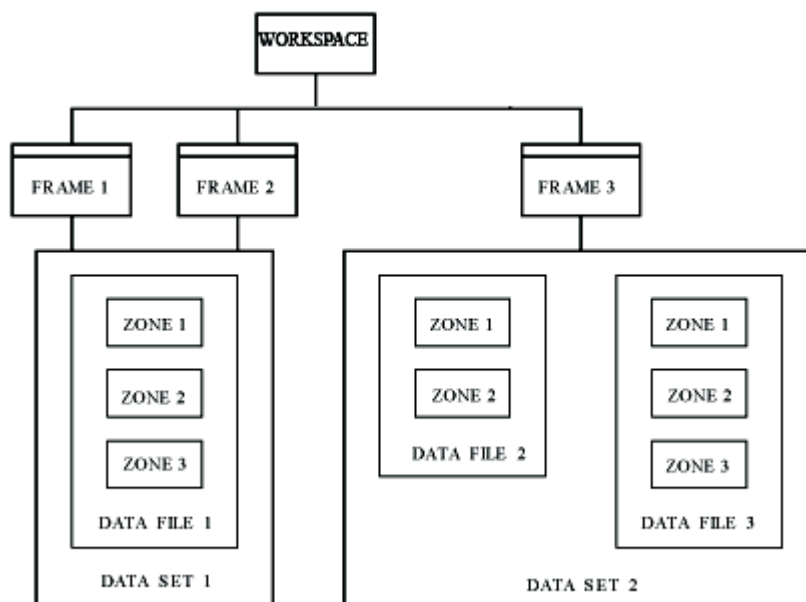 WORKSPACE
FRAME 1
FRAME 2
FRAME 3
ZONE 1
ZONE 2
ZONE 3
DATA FILE 1
DATA SET 1
ZONE 1
ZONE 2
DATA FILE 2
ZONE 1
ZONE 2
ZONE 3
DATA FILE 3
DATA SET 2